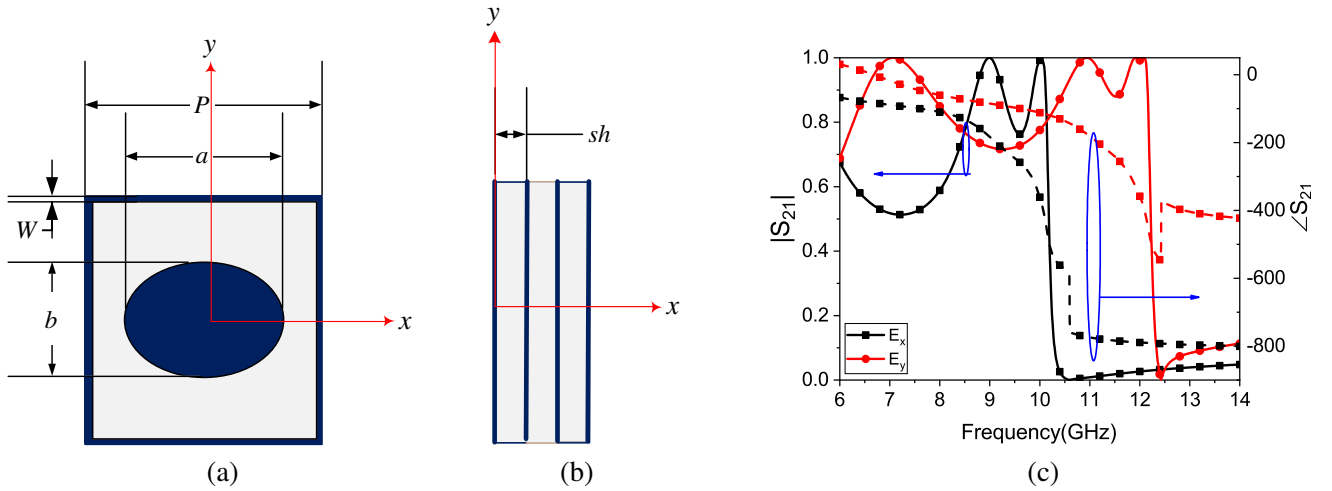 y
P
a
W
b
x
(a)
y
sh
x
(b)
|S21|
1.0
0.8
0.6
0.4
0.2
0.0
6 7 8 9 10 11 12 13 14
Frequency(GHz)
0
-200
-400
-600
-800
∠S21
Ex
Ey
(c)